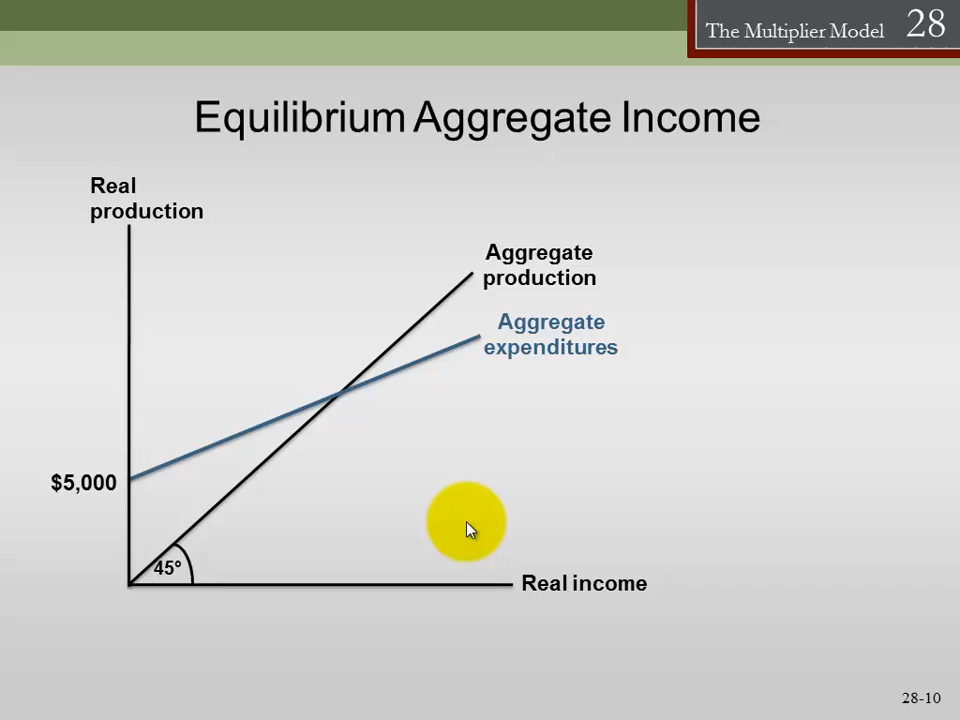 The Multiplier Model 28
Equilibrium Aggregate Income
Real
production
Aggregate
production
Aggregate
expenditures
$5,000
45°
Real income
28-10